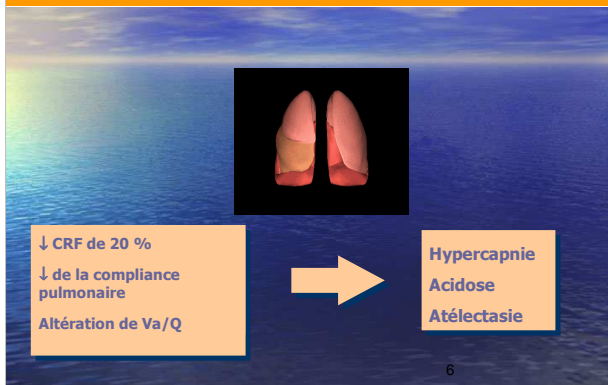 ↓ CRF de 20 %
↓ de la compliance
pulmonaire
Altération de Va/Q
Hypercapnie
Acidose
Atélectasie
6